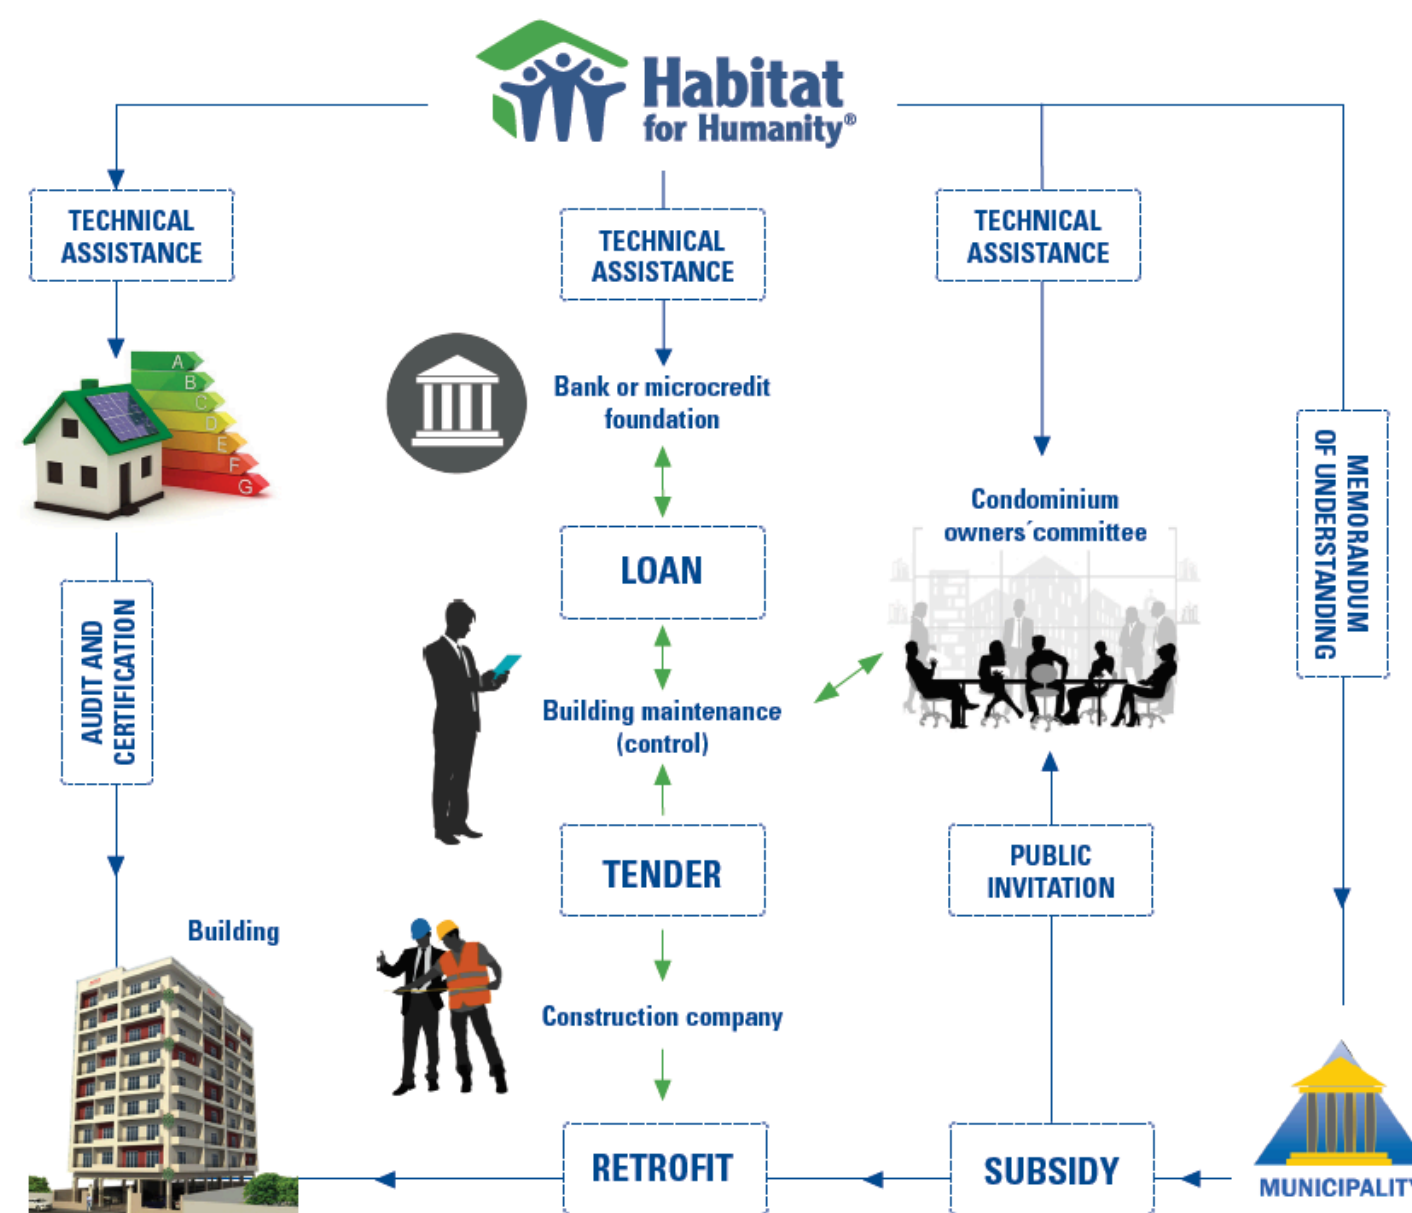 Habitat
for Humanity®
TECHNICAL
ASSISTANCE
TECHNICAL
ASSISTANCE
TECHNICAL
ASSISTANCE
A
B
C
D
E
F
G
Bank or microcredit
foundation
Condominium
owners´committee
MEMORANDUM
OF UNDERSTANDING
LOAN
AUDIT AND
CERTIFICATION
Building maintenance
(control)
TENDER
PUBLIC
INVITATION
Building
Construction company
RETROFIT
SUBSIDY
MUNICIPALITY